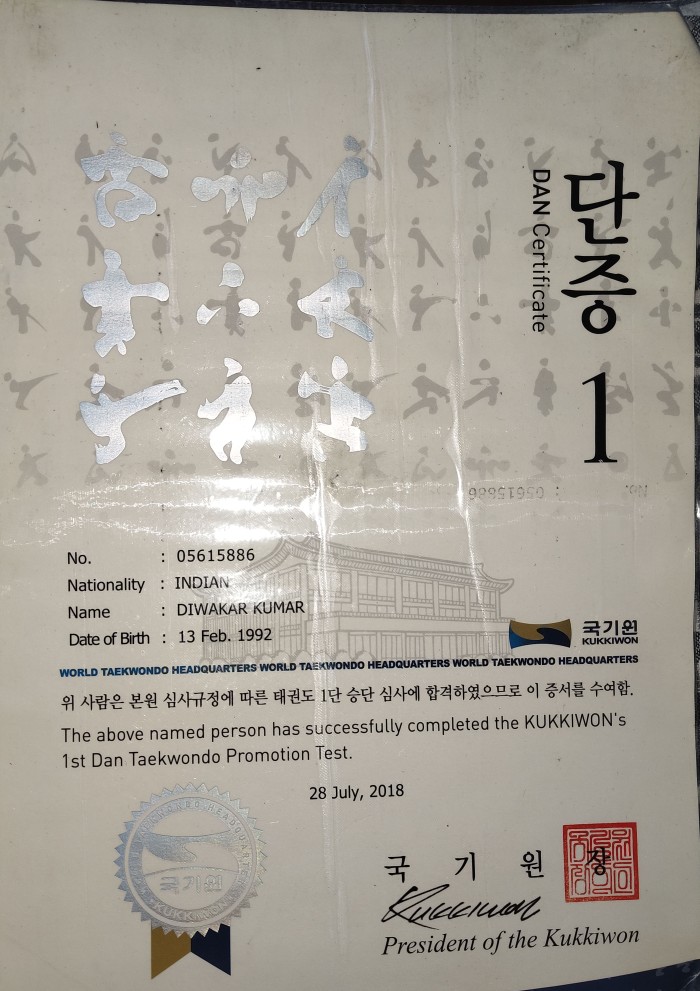 단증 1
DAN Certificate
No. : 05615886
No. : 05615886
Nationality : INDIAN
Name : DIWAKAR KUMAR
Date of Birth : 13 Feb. 1992
국기원
KUKKIWON
WORLD TAEKWONDO HEADQUARTERS WORLD TAEKWONDO HEADQUARTERS WORLD TAEKWONDO HEADQUARTERS
위 사람은 본원 심사규정에 따른 태권도 1단 승단 심사에 합격하였으므로 이 증서를 수여함.
The above named person has successfully completed the KUKKIWON's
1st Dan Taekwondo Promotion Test.
28 July, 2018
국기원
KUKKIWON
국 기 원 장
Kukkiwon
President of the Kukkiwon